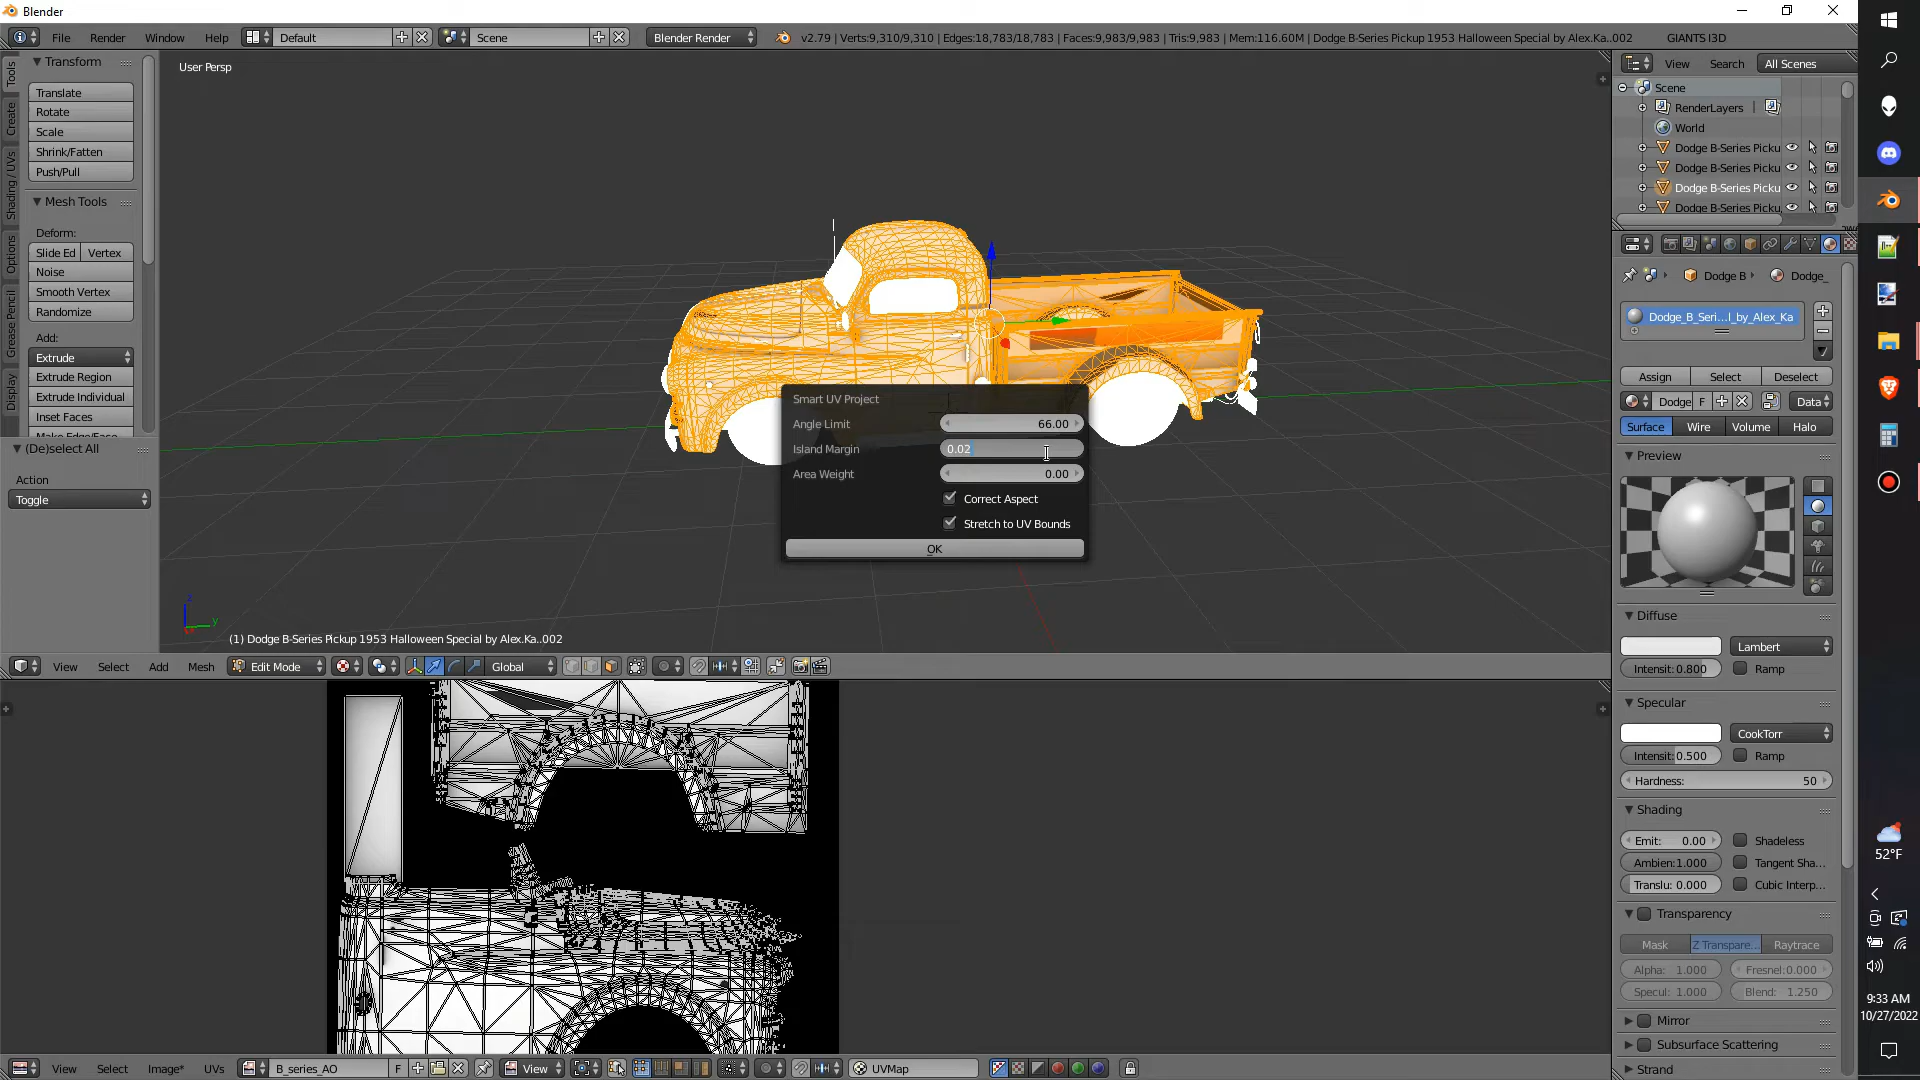 Blender
File Render Window Help Default Scene Blender Render v2.79 | Verts:9,310/9,310 | Edges:18,783/18,783 | Faces:9,983/9,983 | Tris:9,983 | Mem:116.60M | Dodge B-Series Pickup 1953 Halloween Special by Alex.Ka..002 GIANTS I3D
User Persp
Tools
Create
Shading / UVs
Options
Grease Pencil
Display
Transform
Translate
Rotate
Scale
Shrink/Fatten
Push/Pull
Mesh Tools
Deform:
Slide Ed Vertex
Noise
Smooth Vertex
Randomize
Add:
Extrude
Extrude Region
Extrude Individual
Inset Faces
(De)select All
Action
Toggle
Smart UV Project
Angle Limit 66.00
Island Margin 0.02
Area Weight 0.00
Correct Aspect
Stretch to UV Bounds
OK
z
y
(1) Dodge B-Series Pickup 1953 Halloween Special by Alex.Ka..002
View Select Add Mesh Edit Mode Global
View Select Image* UVs B_series_AO F View UVMap
View Search All Scenes
Scene
RenderLayers |
World
Dodge B-Series Picku
Dodge B-Series Picku
Dodge B-Series Picku
Dodge B-Series Picku
Dodge B Dodge_
Dodge_B_Seri...l_by_Alex_Ka
Assign Select Deselect
Dodge F Data
Surface Wire Volume Halo
Preview
Diffuse
Lambert
Intensit:0.800 Ramp
Specular
CookTorr
Intensit:0.500 Ramp
Hardness: 50
Shading
Emit: 0.00 Shadeless
Ambien:1.000 Tangent Sha...
Translu: 0.000 Cubic Interp...
Transparency
Mask Z Transpare... Raytrace
Alpha: 1.000 Fresnel:0.000
Specul: 1.000 Blend: 1.250
Mirror
Subsurface Scattering
Strand
52°F
9:33 AM
10/27/2022